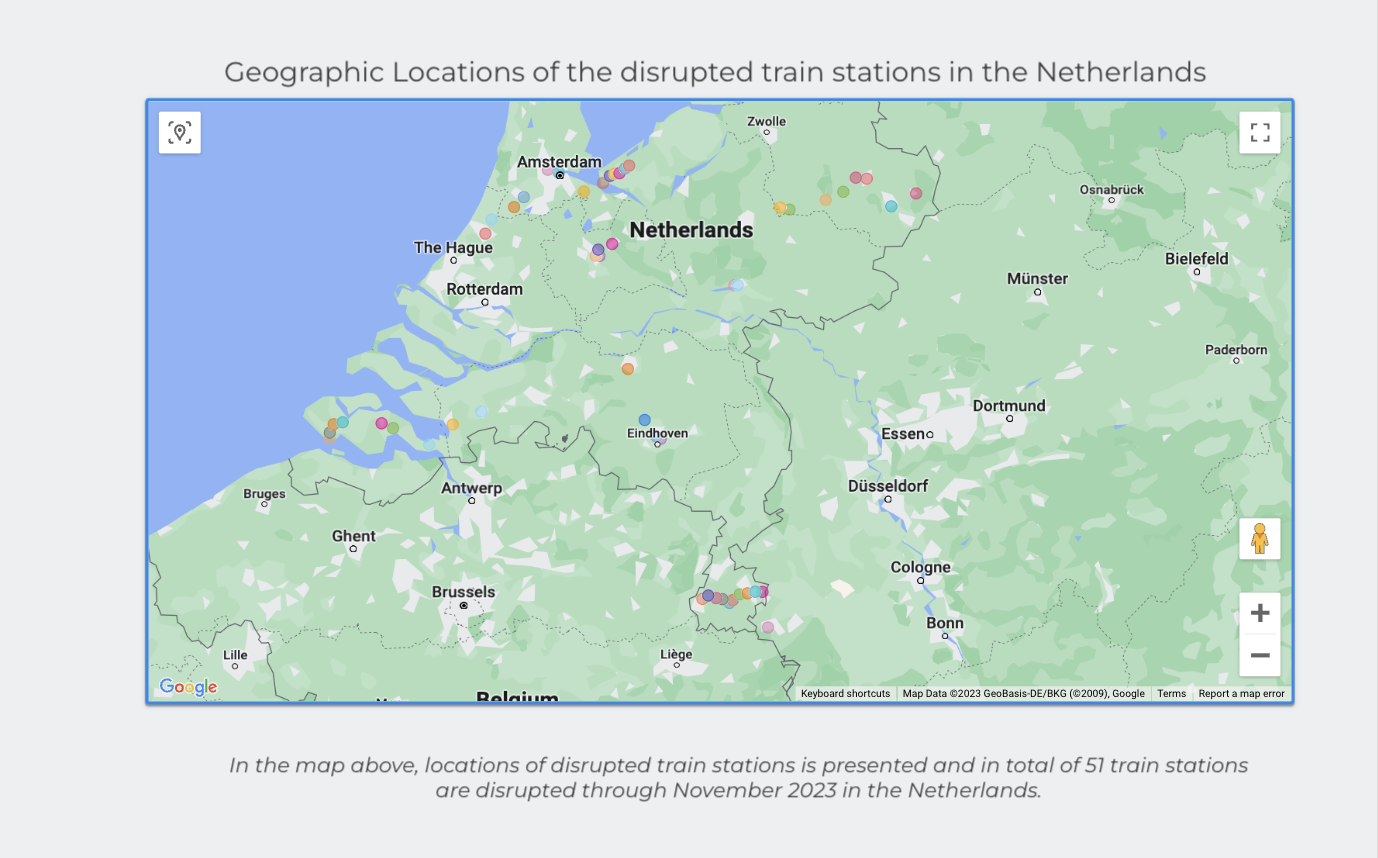 Geographic Locations of the disrupted train stations in the Netherlands
Zwolle
Amsterdam
Osnabrück
Netherlands
The Hague
Bielefeld
Münster
Rotterdam
Paderborn
Dortmund
Essen
Eindhoven
Düsseldorf
Antwerp
Bruges
Ghent
Cologne
Brussels
Bonn
Lille
Liège
Google
Belgium
Keyboard shortcuts
Map Data ©2023 GeoBasis-DE/BKG (©2009), Google
Terms
Report a map error
In the map above, locations of disrupted train stations is presented and in total of 51 train stations
are disrupted through November 2023 in the Netherlands.